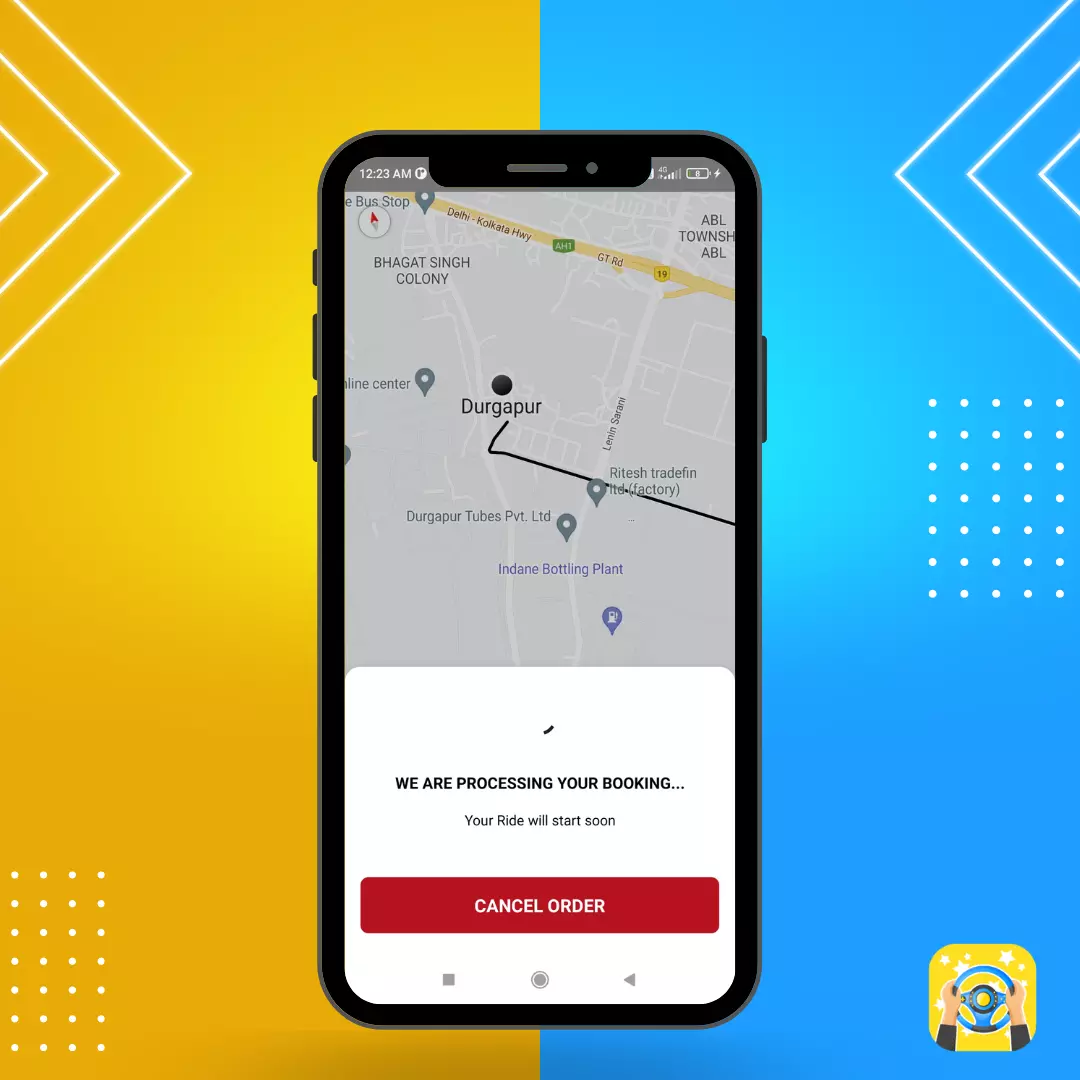 12:23 AM
4G
8
e Bus Stop
Delhi - Kolkata Hwy
AH1
GT Rd
19
ABL
TOWNSH
ABL
BHAGAT SINGH
COLONY
nline center
Durgapur
Lenin Sarani
Ritesh tradefin
ltd (factory)
...
Durgapur Tubes Pvt. Ltd
Indane Bottling Plant
WE ARE PROCESSING YOUR BOOKING...
Your Ride will start soon
CANCEL ORDER